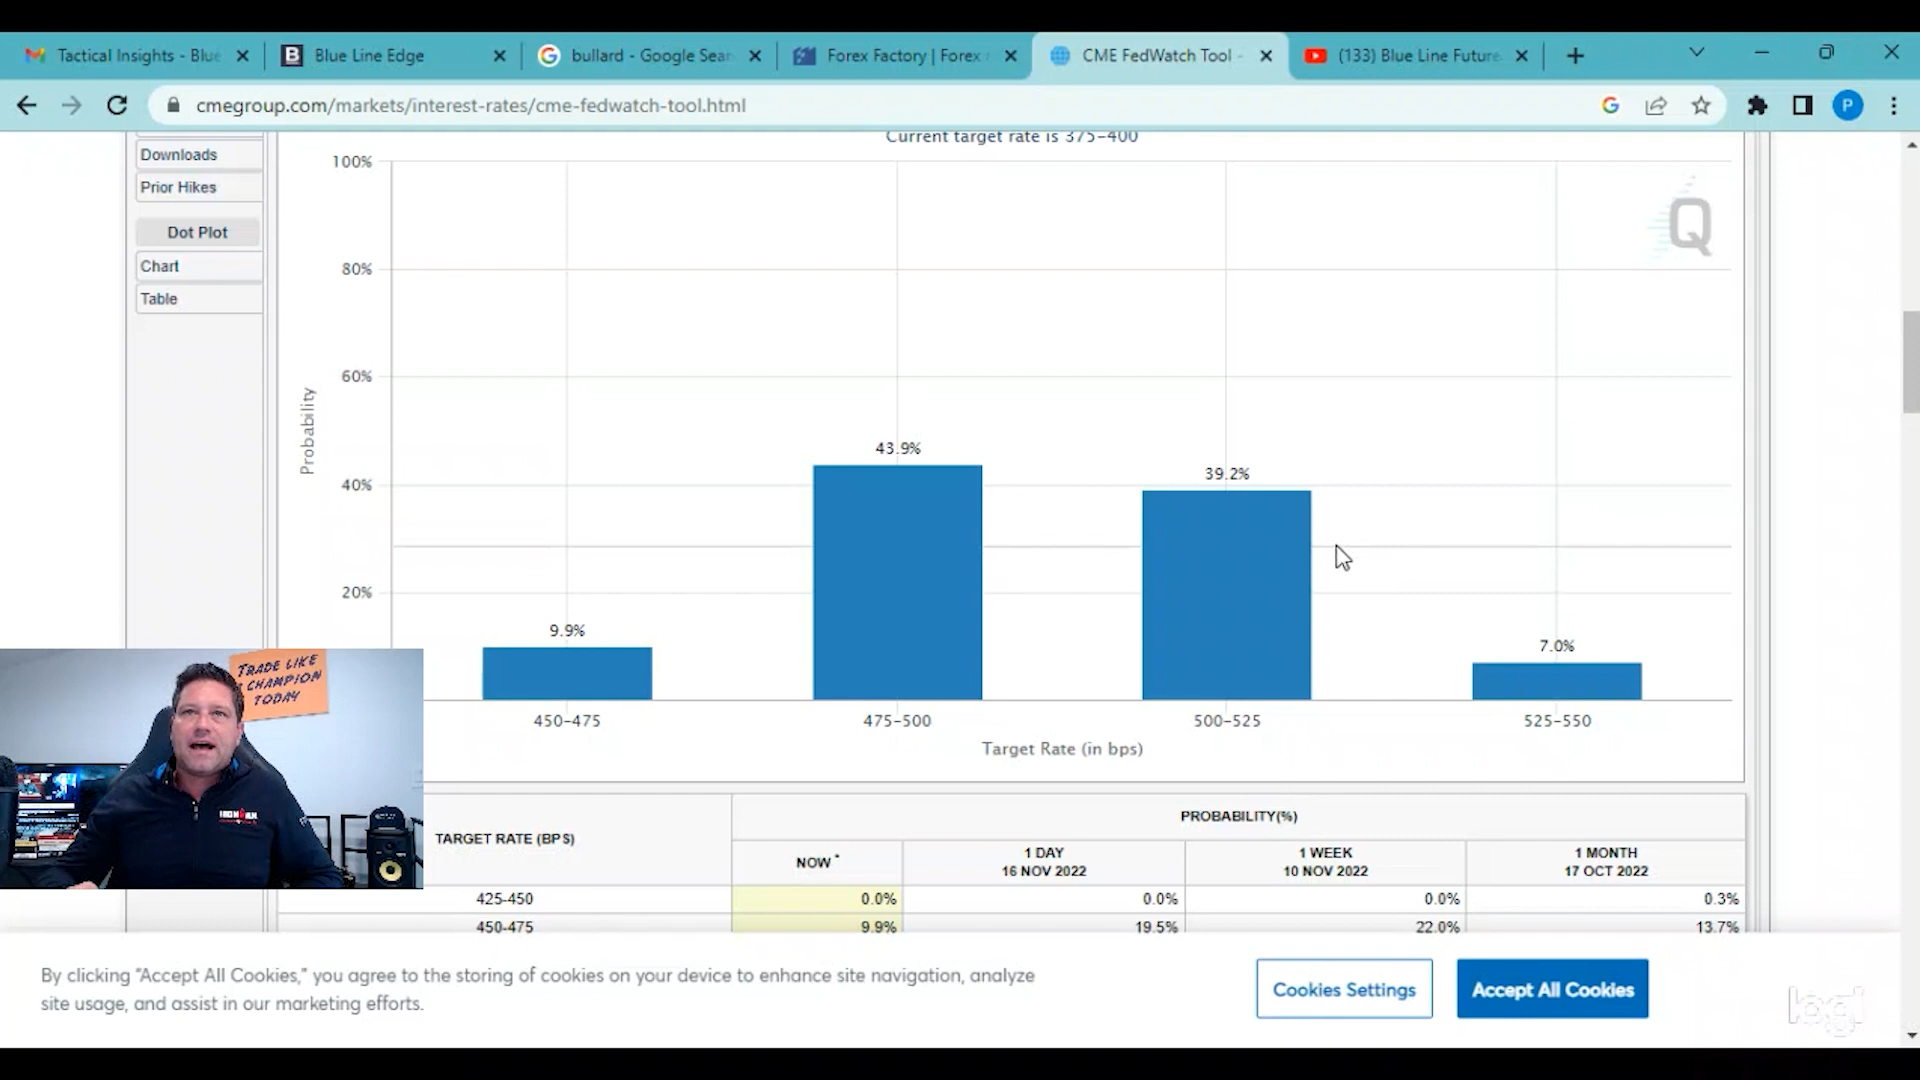 Tactical Insights - Blue
Blue Line Edge
bullard - Google Sear
Forex Factory | Forex
CME FedWatch Tool -
(133) Blue Line Future
cmegroup.com/markets/interest-rates/cme-fedwatch-tool.html
P
Current target rate is 375–400
Downloads
Prior Hikes
Dot Plot
Chart
Table
100%
80%
60%
40%
20%
Probability
Q
9.9%
43.9%
39.2%
7.0%
450–475
475–500
500–525
525–550
Target Rate (in bps)
TRADE LIKE
CHAMPION
TODAY
IRONMAN
TARGET RATE (BPS)
PROBABILITY(%)
NOW *
1 DAY
16 NOV 2022
1 WEEK
10 NOV 2022
1 MONTH
17 OCT 2022
425-450 0.0% 0.0% 0.0% 0.3%
450-475 9.9% 19.5% 22.0% 13.7%
By clicking “Accept All Cookies,” you agree to the storing of cookies on your device to enhance site navigation, analyze
site usage, and assist in our marketing efforts.
Cookies Settings
Accept All Cookies
logi